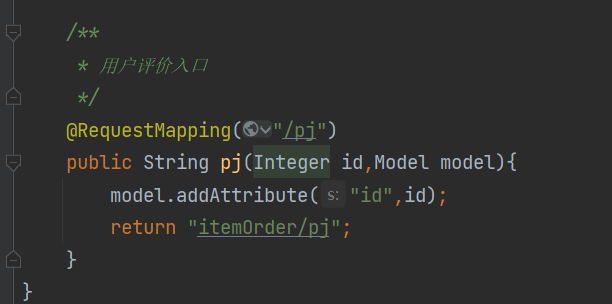 /**
* 用户评价入口
*/
@RequestMapping("/pj")
public String pj(Integer id,Model model){
model.addAttribute( s: "id",id);
return "itemOrder/pj";
}
}